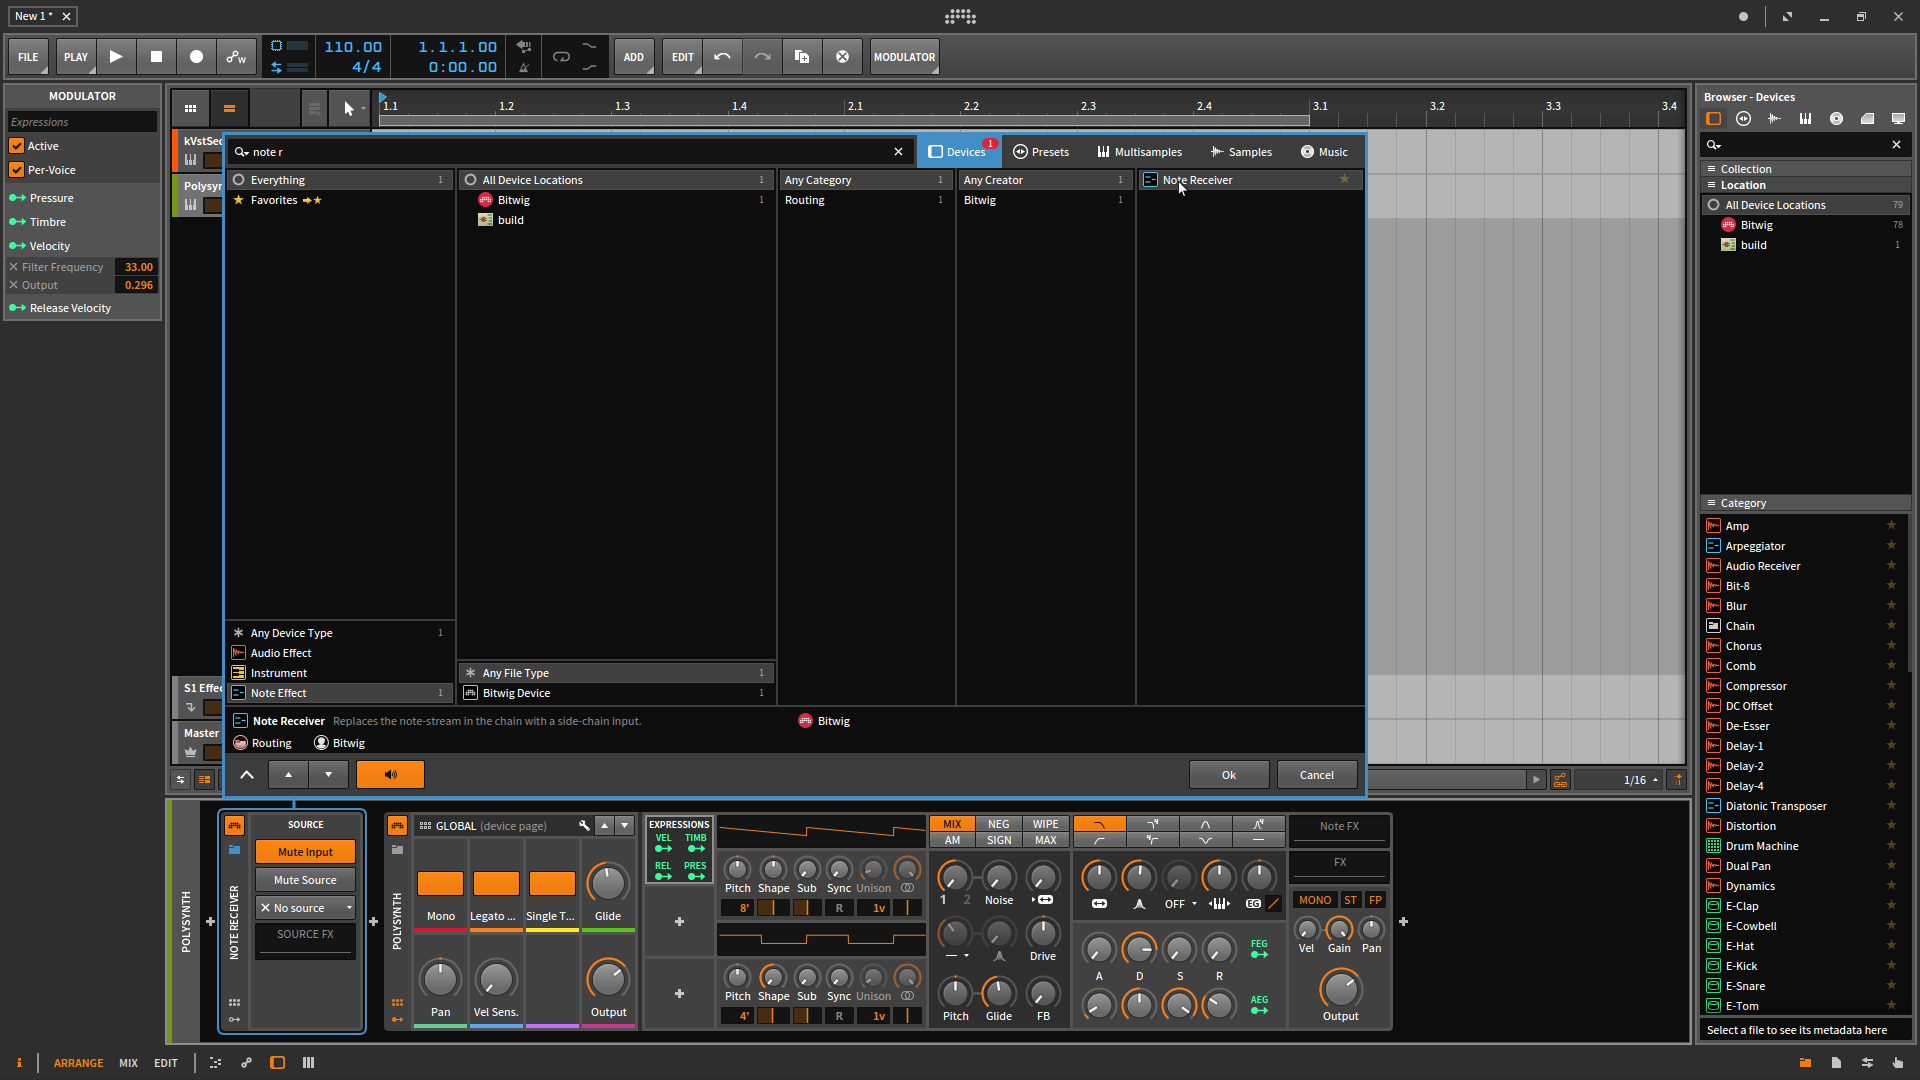 New 1 *
FILE
PLAY
110.00
4/4
1.1.1.00
0:00.00
ADD
EDIT
MODULATOR
MODULATOR
Expressions
Active
Per-Voice
Pressure
Timbre
Velocity
Filter Frequency 33.00
Output 0.296
Release Velocity
1.1 1.2 1.3 1.4 2.1 2.2 2.3 2.4 3.1 3.2 3.3 3.4
kVstSec
Polysyn
S1 Effec
Master
note r
Devices 1
Presets
Multisamples
Samples
Music
Everything 1
Favorites
Any Device Type 1
Audio Effect
Instrument
Note Effect 1
All Device Locations 1
Bitwig 1
build
Any File Type 1
Bitwig Device 1
Any Category 1
Routing 1
Any Creator 1
Bitwig 1
Note Receiver
Note Receiver Replaces the note-stream in the chain with a side-chain input.
Bitwig
Routing Bitwig
Ok
Cancel
1/16
Browser - Devices
Collection
Location
All Device Locations 79
Bitwig 78
build 1
Category
Amp
Arpeggiator
Audio Receiver
Bit-8
Blur
Chain
Chorus
Comb
Compressor
DC Offset
De-Esser
Delay-1
Delay-2
Delay-4
Diatonic Transposer
Distortion
Drum Machine
Dual Pan
Dynamics
E-Clap
E-Cowbell
E-Hat
E-Kick
E-Snare
E-Tom
Select a file to see its metadata here
POLYSYNTH
NOTE RECEIVER
SOURCE
Mute Input
Mute Source
No source
SOURCE FX
POLYSYNTH
GLOBAL (device page)
Mono Legato ... Single T... Glide
Pan Vel Sens. Output
EXPRESSIONS
VEL TIMB
REL PRES
Pitch Shape Sub Sync Unison
8' R 1v
Pitch Shape Sub Sync Unison
4' R 1v
MIX NEG WIPE
AM SIGN MAX
1 2 Noise
Drive
Pitch Glide FB
OFF
EG
A D S R
FEG
AEG
Note FX
FX
MONO ST FP
Vel Gain Pan
Output
i ARRANGE MIX EDIT